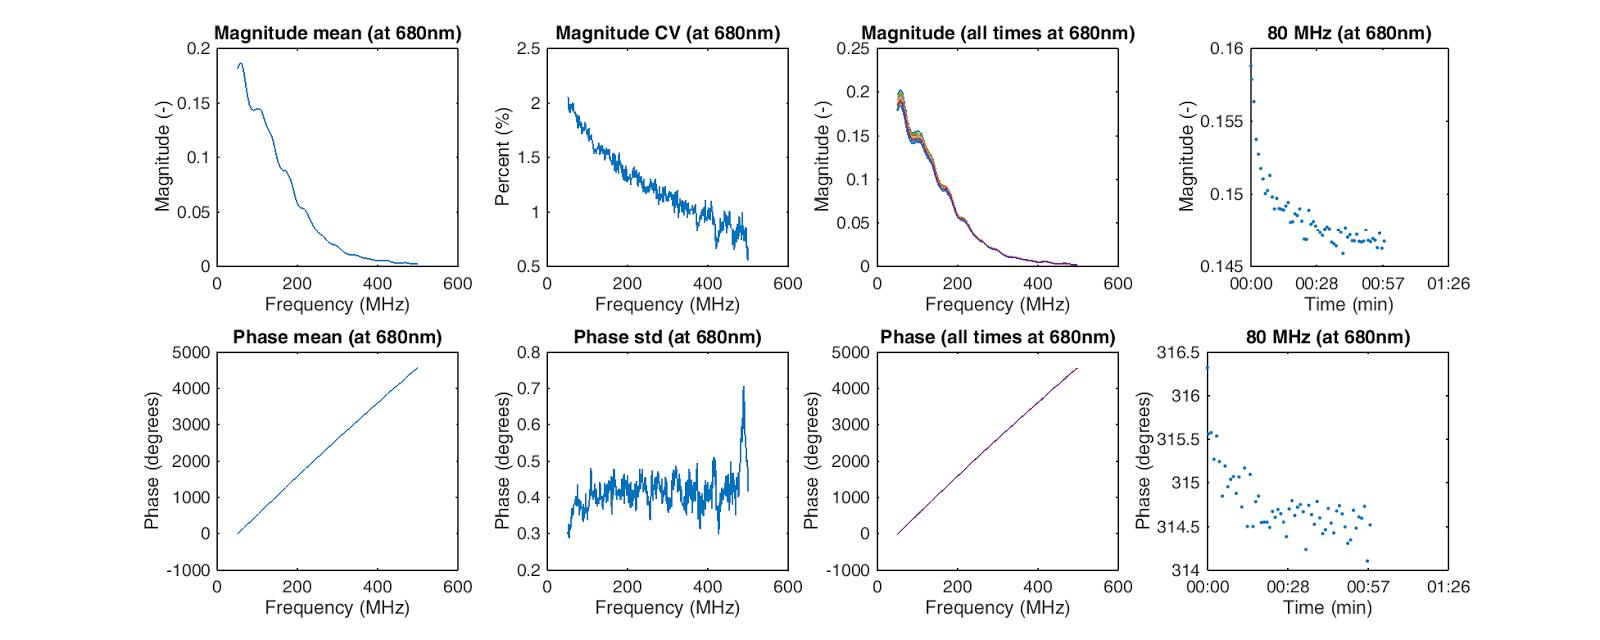 Magnitude mean (at 680nm)
Magnitude (-)
0.2
0.15
0.1
0.05
0
0 200 400 600
Frequency (MHz)
Magnitude CV (at 680nm)
Percent (%)
2.5
2
1.5
1
0.5
0 200 400 600
Frequency (MHz)
Magnitude (all times at 680nm)
Magnitude (-)
0.25
0.2
0.15
0.1
0.05
0
0 200 400 600
Frequency (MHz)
80 MHz (at 680nm)
Magnitude (-)
0.16
0.155
0.15
0.145
00:00 00:28 00:57 01:26
Time (min)
Phase mean (at 680nm)
Phase (degrees)
5000
4000
3000
2000
1000
0
-1000
0 200 400 600
Frequency (MHz)
Phase std (at 680nm)
Phase (degrees)
0.8
0.7
0.6
0.5
0.4
0.3
0.2
0 200 400 600
Frequency (MHz)
Phase (all times at 680nm)
Phase (degrees)
5000
4000
3000
2000
1000
0
-1000
0 200 400 600
Frequency (MHz)
80 MHz (at 680nm)
Phase (degrees)
316.5
316
315.5
315
314.5
314
00:00 00:28 00:57 01:26
Time (min)